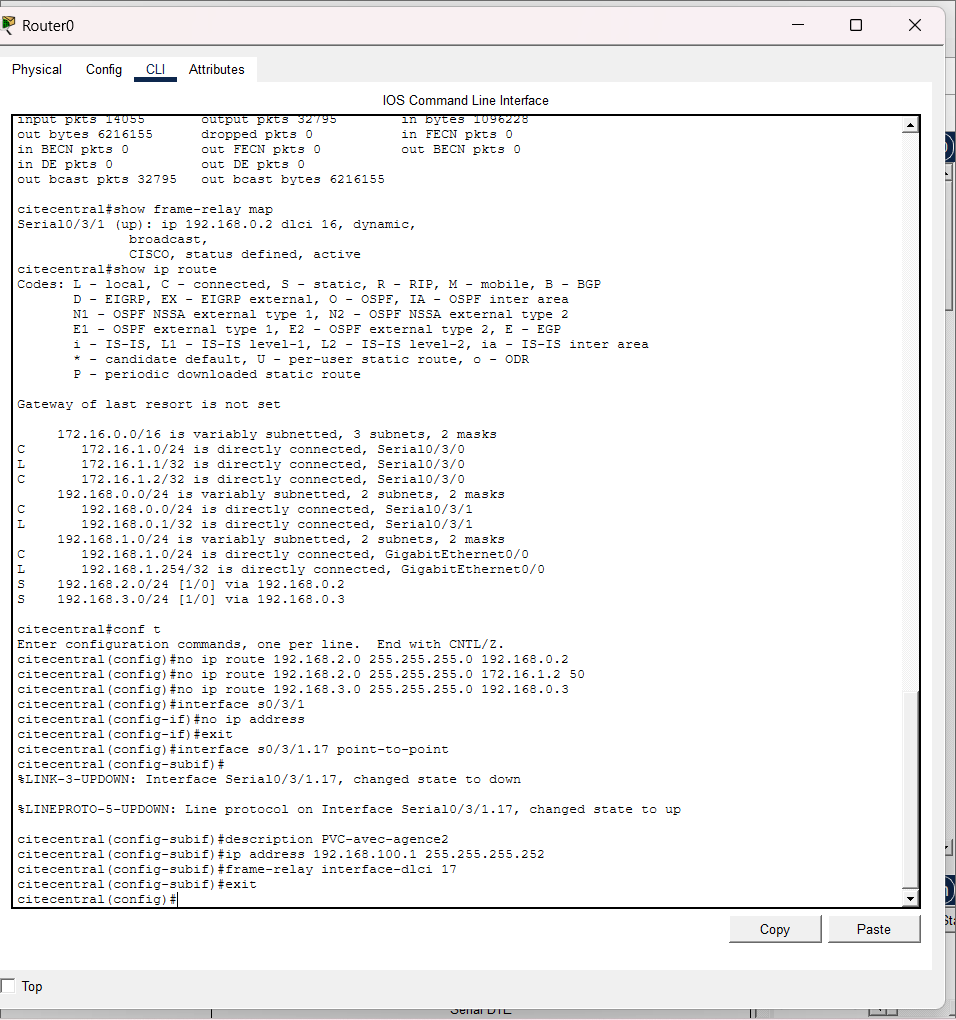 Router0
Physical Config CLI Attributes
IOS Command Line Interface
input pkts 14055 output pkts 32795 in bytes 1096228
out bytes 6216155 dropped pkts 0 in FECN pkts 0
in BECN pkts 0 out FECN pkts 0 out BECN pkts 0
in DE pkts 0 out DE pkts 0
out bcast pkts 32795 out bcast bytes 6216155
citecentral#show frame-relay map
Serial0/3/1 (up): ip 192.168.0.2 dlci 16, dynamic,
broadcast,
CISCO, status defined, active
citecentral#show ip route
Codes: L - local, C - connected, S - static, R - RIP, M - mobile, B - BGP
D - EIGRP, EX - EIGRP external, O - OSPF, IA - OSPF inter area
N1 - OSPF NSSA external type 1, N2 - OSPF NSSA external type 2
E1 - OSPF external type 1, E2 - OSPF external type 2, E - EGP
i - IS-IS, L1 - IS-IS level-1, L2 - IS-IS level-2, ia - IS-IS inter area
* - candidate default, U - per-user static route, o - ODR
P - periodic downloaded static route
Gateway of last resort is not set
172.16.0.0/16 is variably subnetted, 3 subnets, 2 masks
C 172.16.1.0/24 is directly connected, Serial0/3/0
L 172.16.1.1/32 is directly connected, Serial0/3/0
C 172.16.1.2/32 is directly connected, Serial0/3/0
192.168.0.0/24 is variably subnetted, 2 subnets, 2 masks
C 192.168.0.0/24 is directly connected, Serial0/3/1
L 192.168.0.1/32 is directly connected, Serial0/3/1
192.168.1.0/24 is variably subnetted, 2 subnets, 2 masks
C 192.168.1.0/24 is directly connected, GigabitEthernet0/0
L 192.168.1.254/32 is directly connected, GigabitEthernet0/0
S 192.168.2.0/24 [1/0] via 192.168.0.2
S 192.168.3.0/24 [1/0] via 192.168.0.3
citecentral#conf t
Enter configuration commands, one per line. End with CNTL/Z.
citecentral(config)#no ip route 192.168.2.0 255.255.255.0 192.168.0.2
citecentral(config)#no ip route 192.168.2.0 255.255.255.0 172.16.1.2 50
citecentral(config)#no ip route 192.168.3.0 255.255.255.0 192.168.0.3
citecentral(config)#interface s0/3/1
citecentral(config-if)#no ip address
citecentral(config-if)#exit
citecentral(config)#interface s0/3/1.17 point-to-point
citecentral(config-subif)#
%LINK-3-UPDOWN: Interface Serial0/3/1.17, changed state to down
%LINEPROTO-5-UPDOWN: Line protocol on Interface Serial0/3/1.17, changed state to up
citecentral(config-subif)#description PVC-avec-agence2
citecentral(config-subif)#ip address 192.168.100.1 255.255.255.252
citecentral(config-subif)#frame-relay interface-dlci 17
citecentral(config-subif)#exit
citecentral(config)#
Copy Paste
Top
Serial DTE